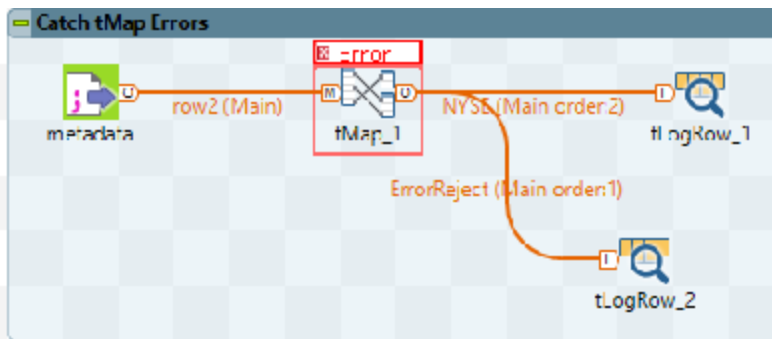 Catch tMap Errors
Error
row2 (Main)
NYSE (Main order:2)
metadata
tMap_1
tLogRow_1
ErrorReject (Main order:1)
tLogRow_2